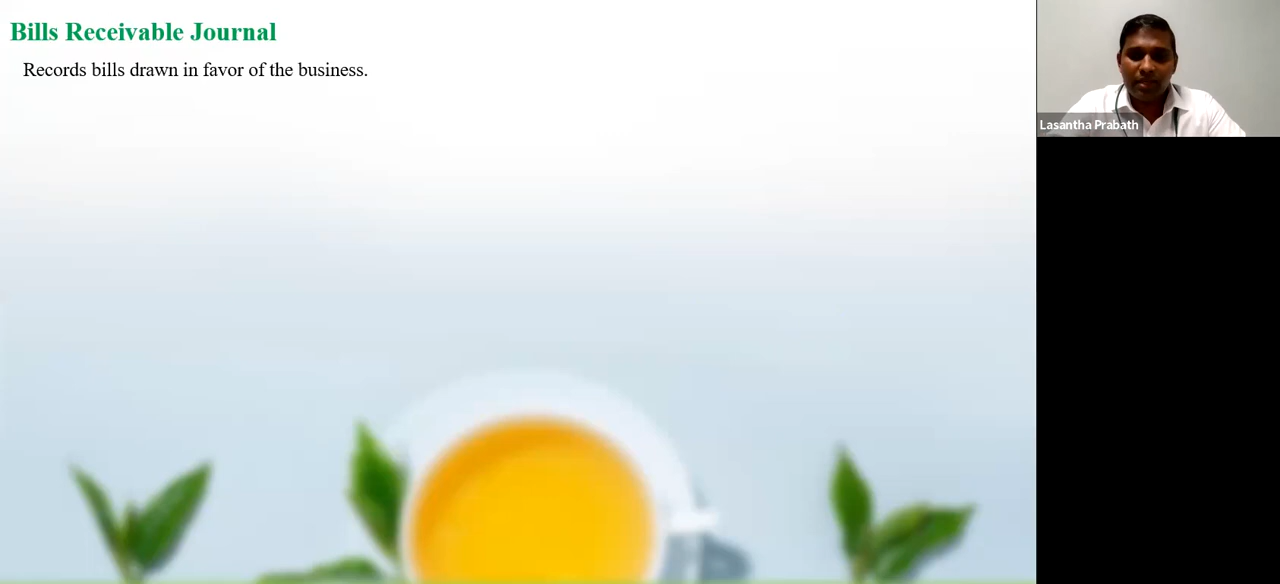 Bills Receivable Journal
Records bills drawn in favor of the business.
Lasantha Prabath